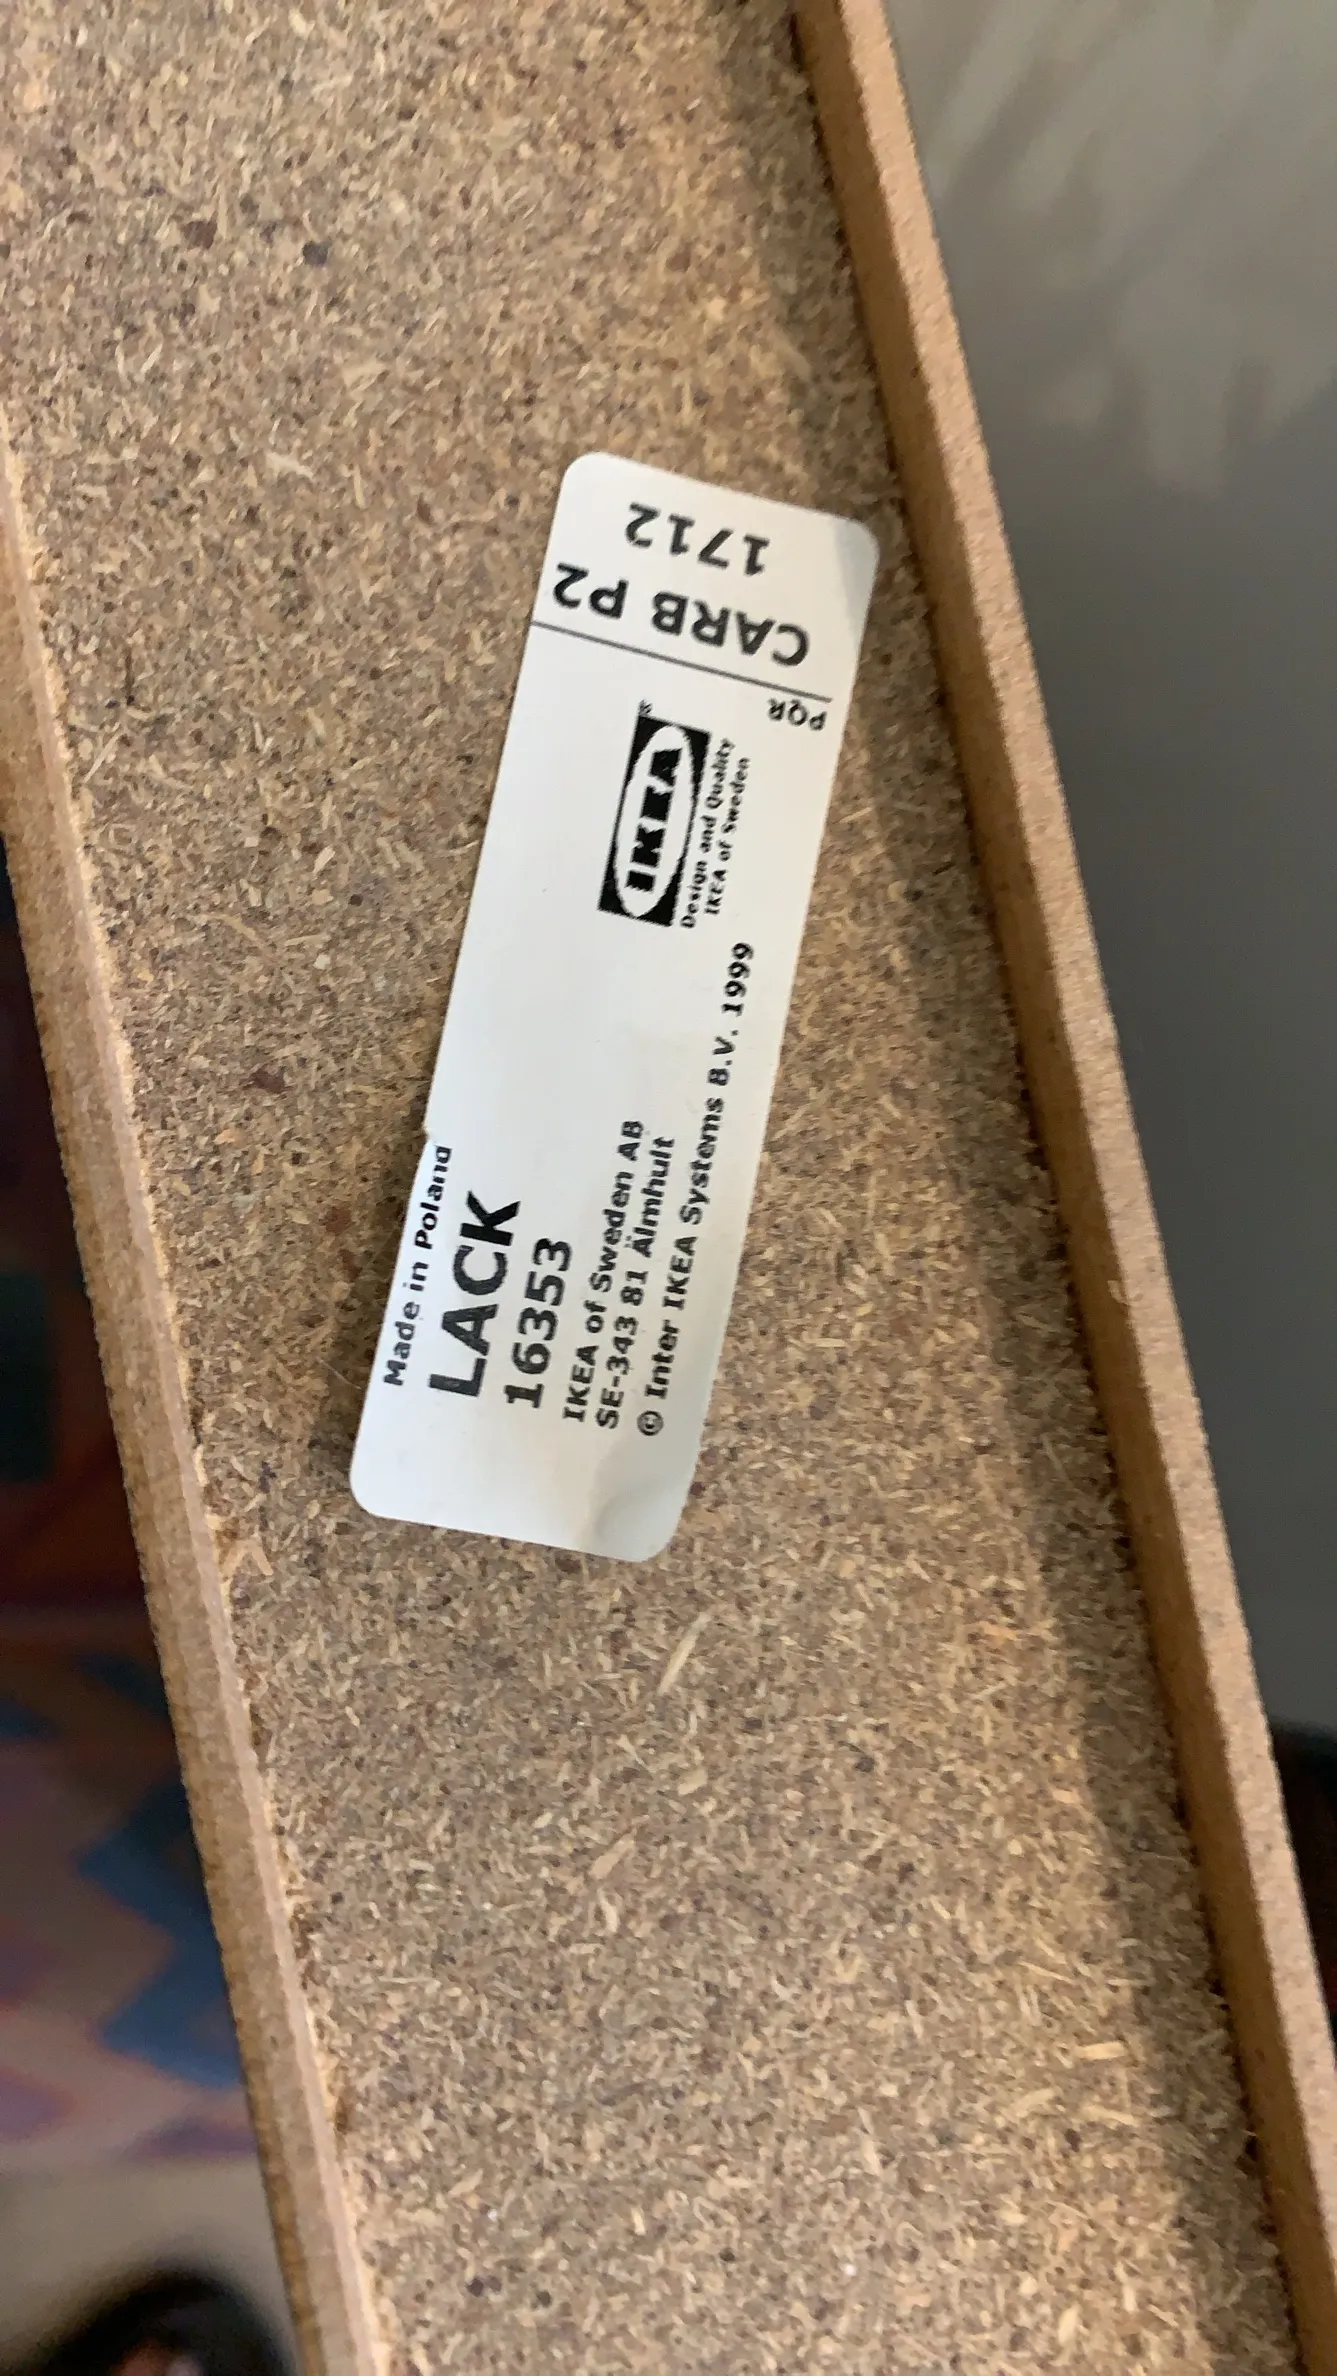 Made in Poland
LACK
16353
IKEA of Sweden AB
SE-343 81 Älmhult
© Inter IKEA Systems B.V. 1999
IKEA®
Design and Quality
IKEA of Sweden
PQR
CARB P2
1712